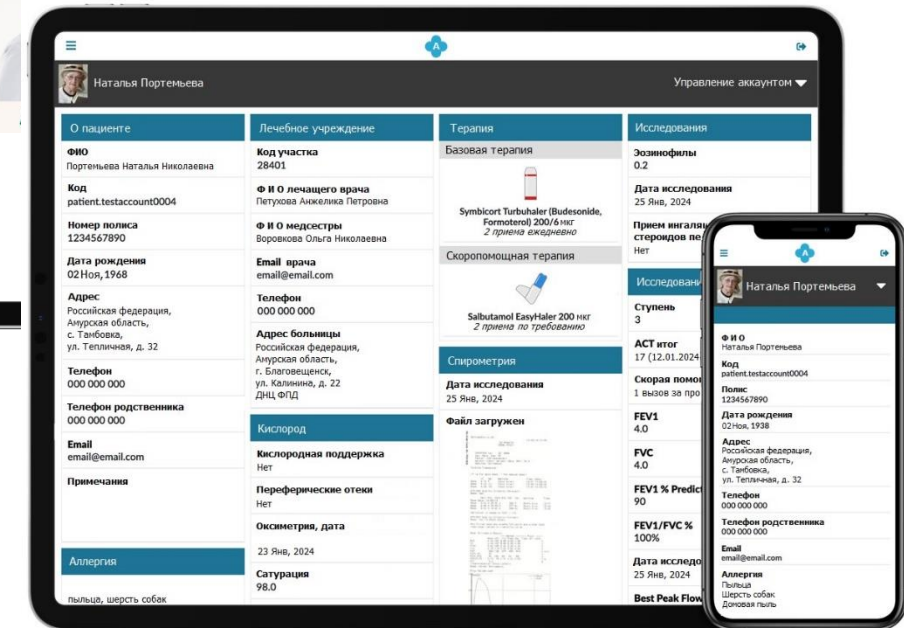 A
Наталья Портемьева
Управление аккаунтом
О пациенте
ФИО
Портемьева Наталья Николаевна
Код
patient.testaccount0004
Номер полиса
1234567890
Дата рождения
02 Ноя, 1968
Адрес
Российская федерация,
Амурская область,
с. Тамбовка,
ул. Тепличная, д. 32
Телефон
000 000 000
Телефон родственника
000 000 000
Email
email@email.com
Примечания
Аллергия
пыльца, шерсть собак
Лечебное учреждение
Код участка
28401
Ф И О лечащего врача
Петухова Анжелика Петровна
Ф И О медсестры
Воровкова Ольга Николаевна
Email врача
email@email.com
Телефон
000 000 000
Адрес больницы
Российская федерация,
Амурская область,
г. Благовещенск,
ул. Калинина, д. 22
ДНЦ ФПД
Кислород
Кислородная поддержка
Нет
Переферические отеки
Нет
Оксиметрия, дата
23 Янв, 2024
Сатурация
98.0
Терапия
Базовая терапия
Symbicort Turbuhaler (Budesonide,
Formoterol) 200/6 мкг
2 приема ежедневно
Скоропомощная терапия
Salbutamol EasyHaler 200 мкг
2 приема по требованию
Спирометрия
Дата исследования
25 Янв, 2024
Файл загружен
Исследования
Эозинофилы
0.2
Дата исследования
25 Янв, 2024
Прием
стероидов
Нет
Ступень
3
АСТ итог
17 (12.01.2024
Скорая
1 вызов за
FEV1
4.0
FVC
4.0
FEV1 %
90
FEV1/FVC %
100%
Дата
25 Янв, 2024
Best Peak Flow
A
Наталья Портемьева
Ф И О
Наталья Портемьева
Код
patient.testaccount0004
Полис
1234567890
Дата рождения
02 Ноя, 1938
Адрес
Российская федерация,
Амурская область,
с. Тамбовка,
ул. Тепличная, д. 32
Телефон
000 000 000
Телефон родственника
000 000 000
Email
email@email.com
Аллергия
Пыльца
Шерсть собак
Домовая пыль